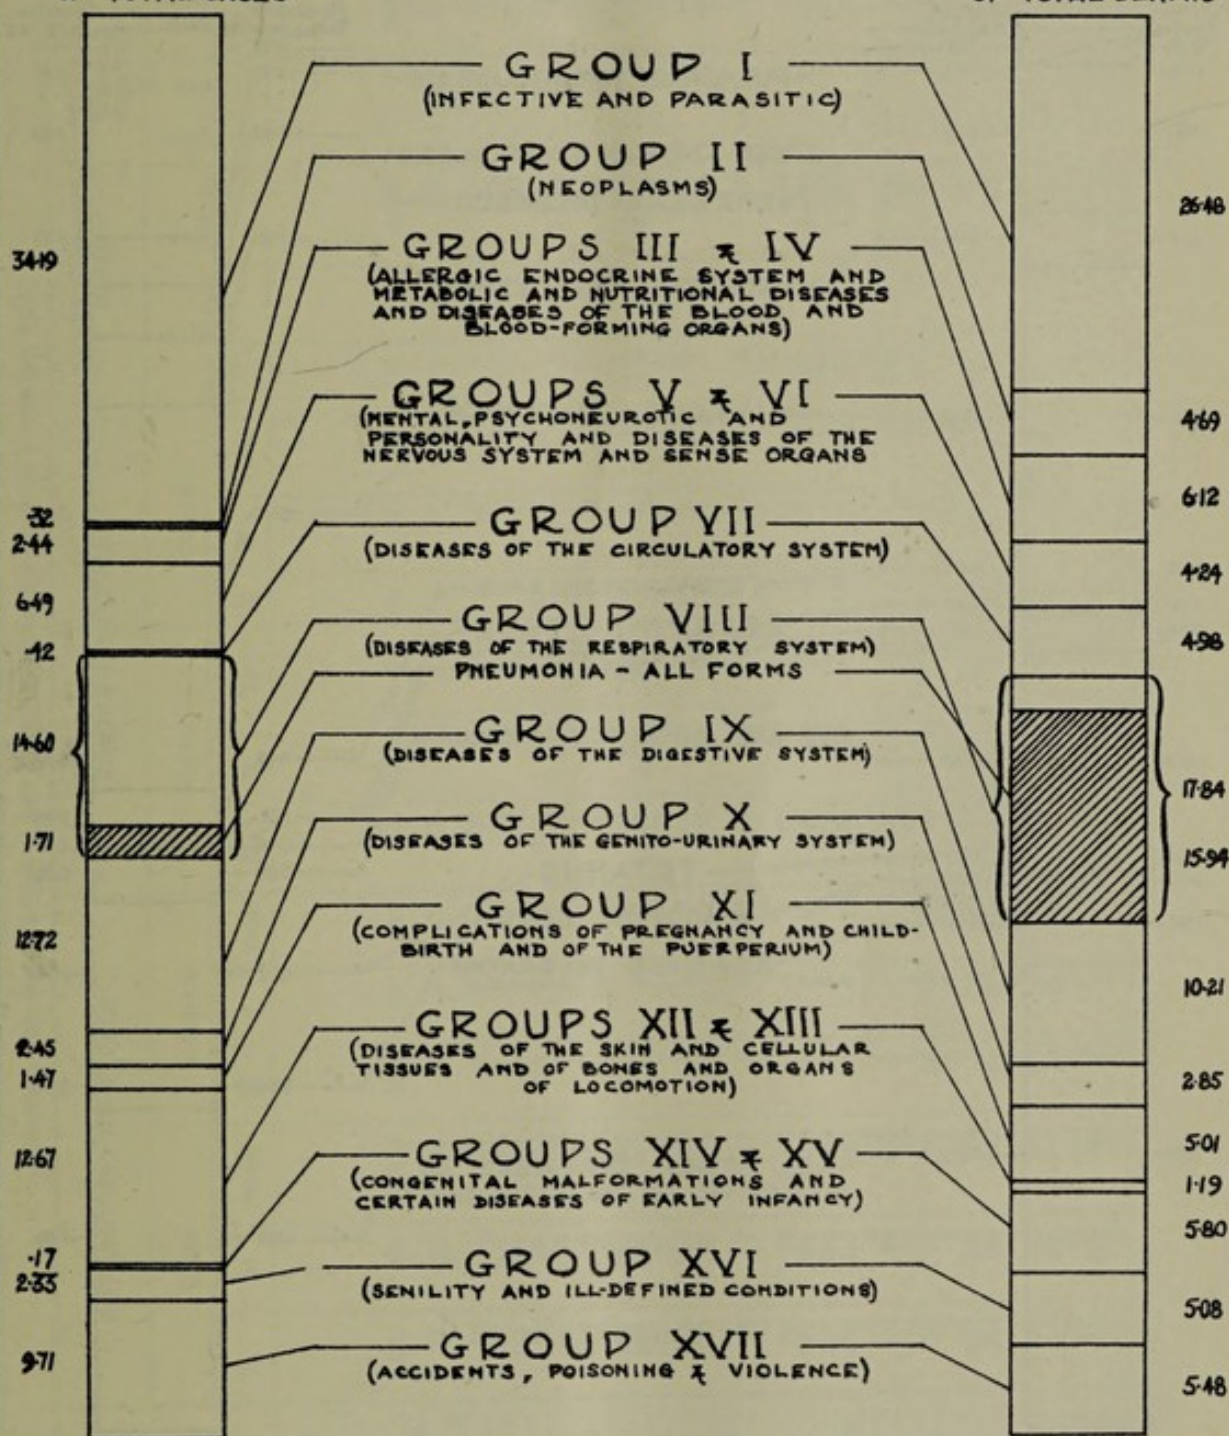 GROUP I
(INFECTIVE AND PARASITIC)
GROUP II
(NEOPLASMS)
GROUPS III & IV
(ALLERGIC ENDOCRINE SYSTEM AND
METABOLIC AND NUTRITIONAL DISEASES
AND DISEASES OF THE BLOOD AND
BLOOD-FORMING ORGANS)
GROUPS V & VI
(MENTAL, PSYCHONEUROTIC AND
PERSONALITY AND DISEASES OF THE
NERVOUS SYSTEM AND SENSE ORGANS
GROUP VII
(DISEASES OF THE CIRCULATORY SYSTEM)
GROUP VIII
(DISEASES OF THE RESPIRATORY SYSTEM)
PNEUMONIA - ALL FORMS
GROUP IX
(DISEASES OF THE DIGESTIVE SYSTEM)
GROUP X
(DISEASES OF THE GENITO-URINARY SYSTEM)
GROUP XI
(COMPLICATIONS OF PREGNANCY AND CHILD-
BIRTH AND OF THE PUERPERIUM)
GROUPS XII & XIII
(DISEASES OF THE SKIN AND CELLULAR
TISSUES AND OF BONES AND ORGANS
OF LOCOMOTION)
GROUPS XIV & XV
(CONGENITAL MALFORMATIONS AND
CERTAIN DISEASES OF EARLY INFANCY)
GROUP XVI
(SENILITY AND ILL-DEFINED CONDITIONS)
GROUP XVII
(ACCIDENTS, POISONING & VIOLENCE)
34·19
·32
2·44
6·49
·42
14·60
1·71
12·72
2·45
1·47
12·67
·17
2·33
9·71
26·48
4·69
6·12
4·24
4·98
17·84
15·94
10·21
2·85
5·01
1·19
5·80
5·08
5·48